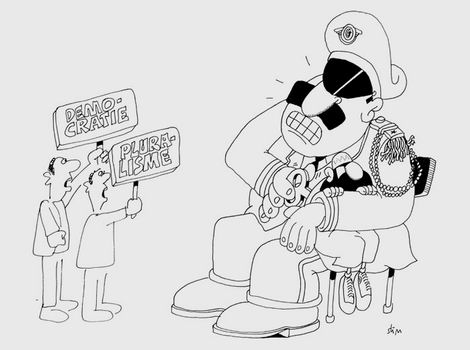 DEMO-
CRATIE
PLURA-
LISME